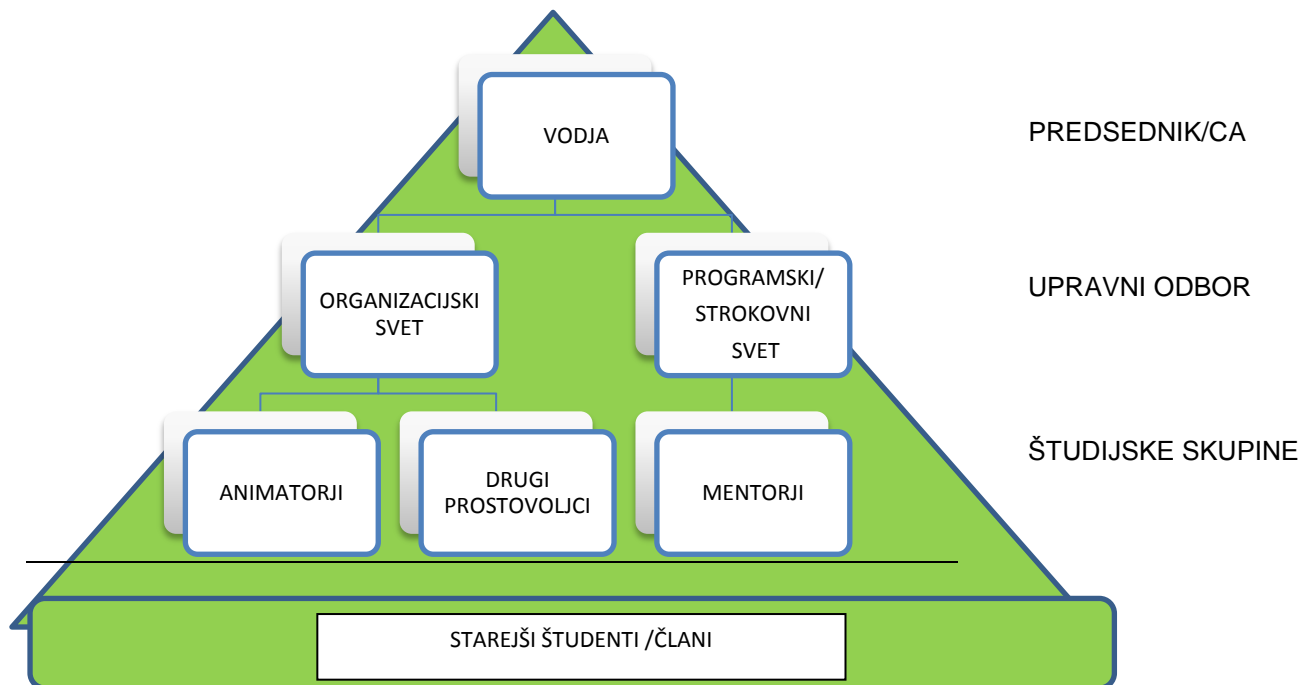 VODJA
PREDSEDNIK/CA
ORGANIZACIJSKI
SVET
PROGRAMSKI/
STROKOVNI
SVET
UPRAVNI ODBOR
ANIMATORJI
DRUGI
PROSTOVOLJCI
MENTORJI
ŠTUDIJSKE SKUPINE
STAREJŠI ŠTUDENTI /ČLANI